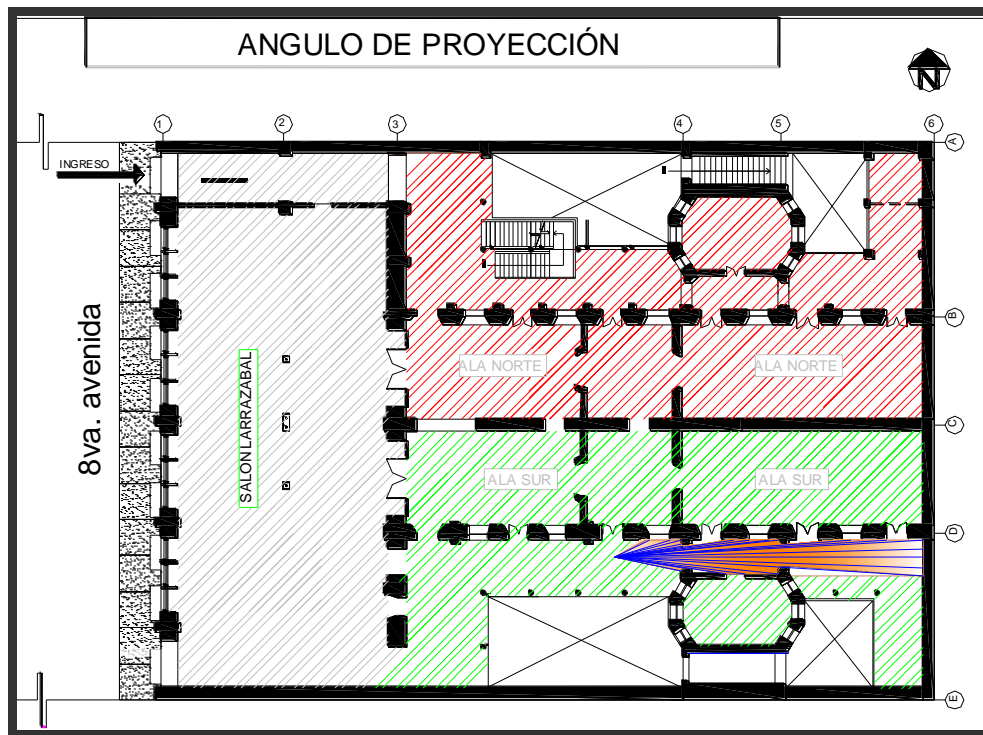 ANGULO DE PROYECCIÓN
N
1
2
3
4
5
6
A
INGRESO
B
8va. avenida
SALON LARRAZABAL
ALA NORTE
ALA NORTE
C
ALA SUR
ALA SUR
D
E